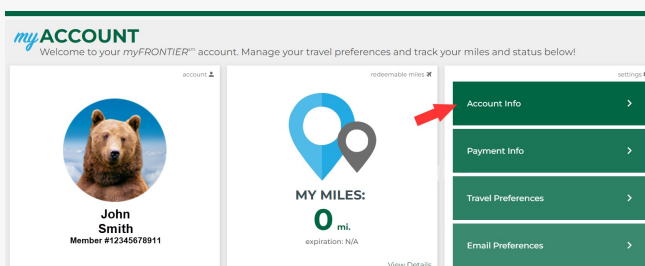 myACCOUNT
Welcome to your myFRONTIER℠ account. Manage your travel preferences and track your miles and status below!
account
John
Smith
Member #12345678911
redeemable miles
MY MILES:
0 mi.
expiration: N/A
View Details
settings
Account Info
Payment Info
Travel Preferences
Email Preferences